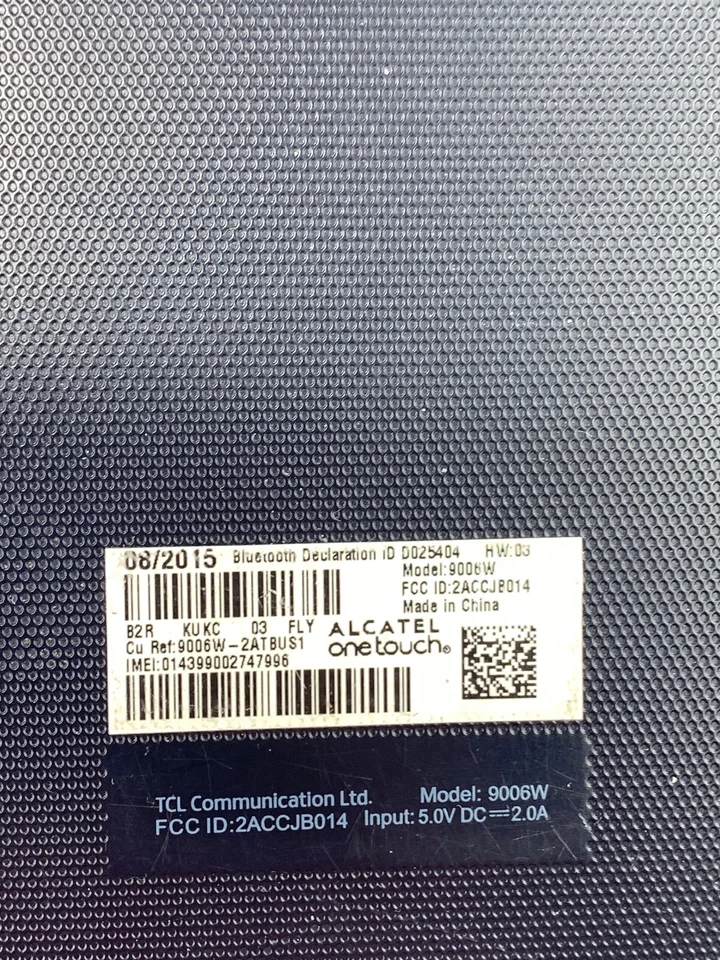 08/2015 Bluetooth Declaration ID D025404 HW:03
Model:9006W
FCC ID:2ACCJB014
Made in China
B2R KUKC 03 FLY
Cu Ref:9006W-2ATBUS1
IMEI:014399002747996
ALCATEL
onetouch®
TCL Communication Ltd. Model: 9006W
FCC ID:2ACCJB014 Input: 5.0V DC⎓2.0A